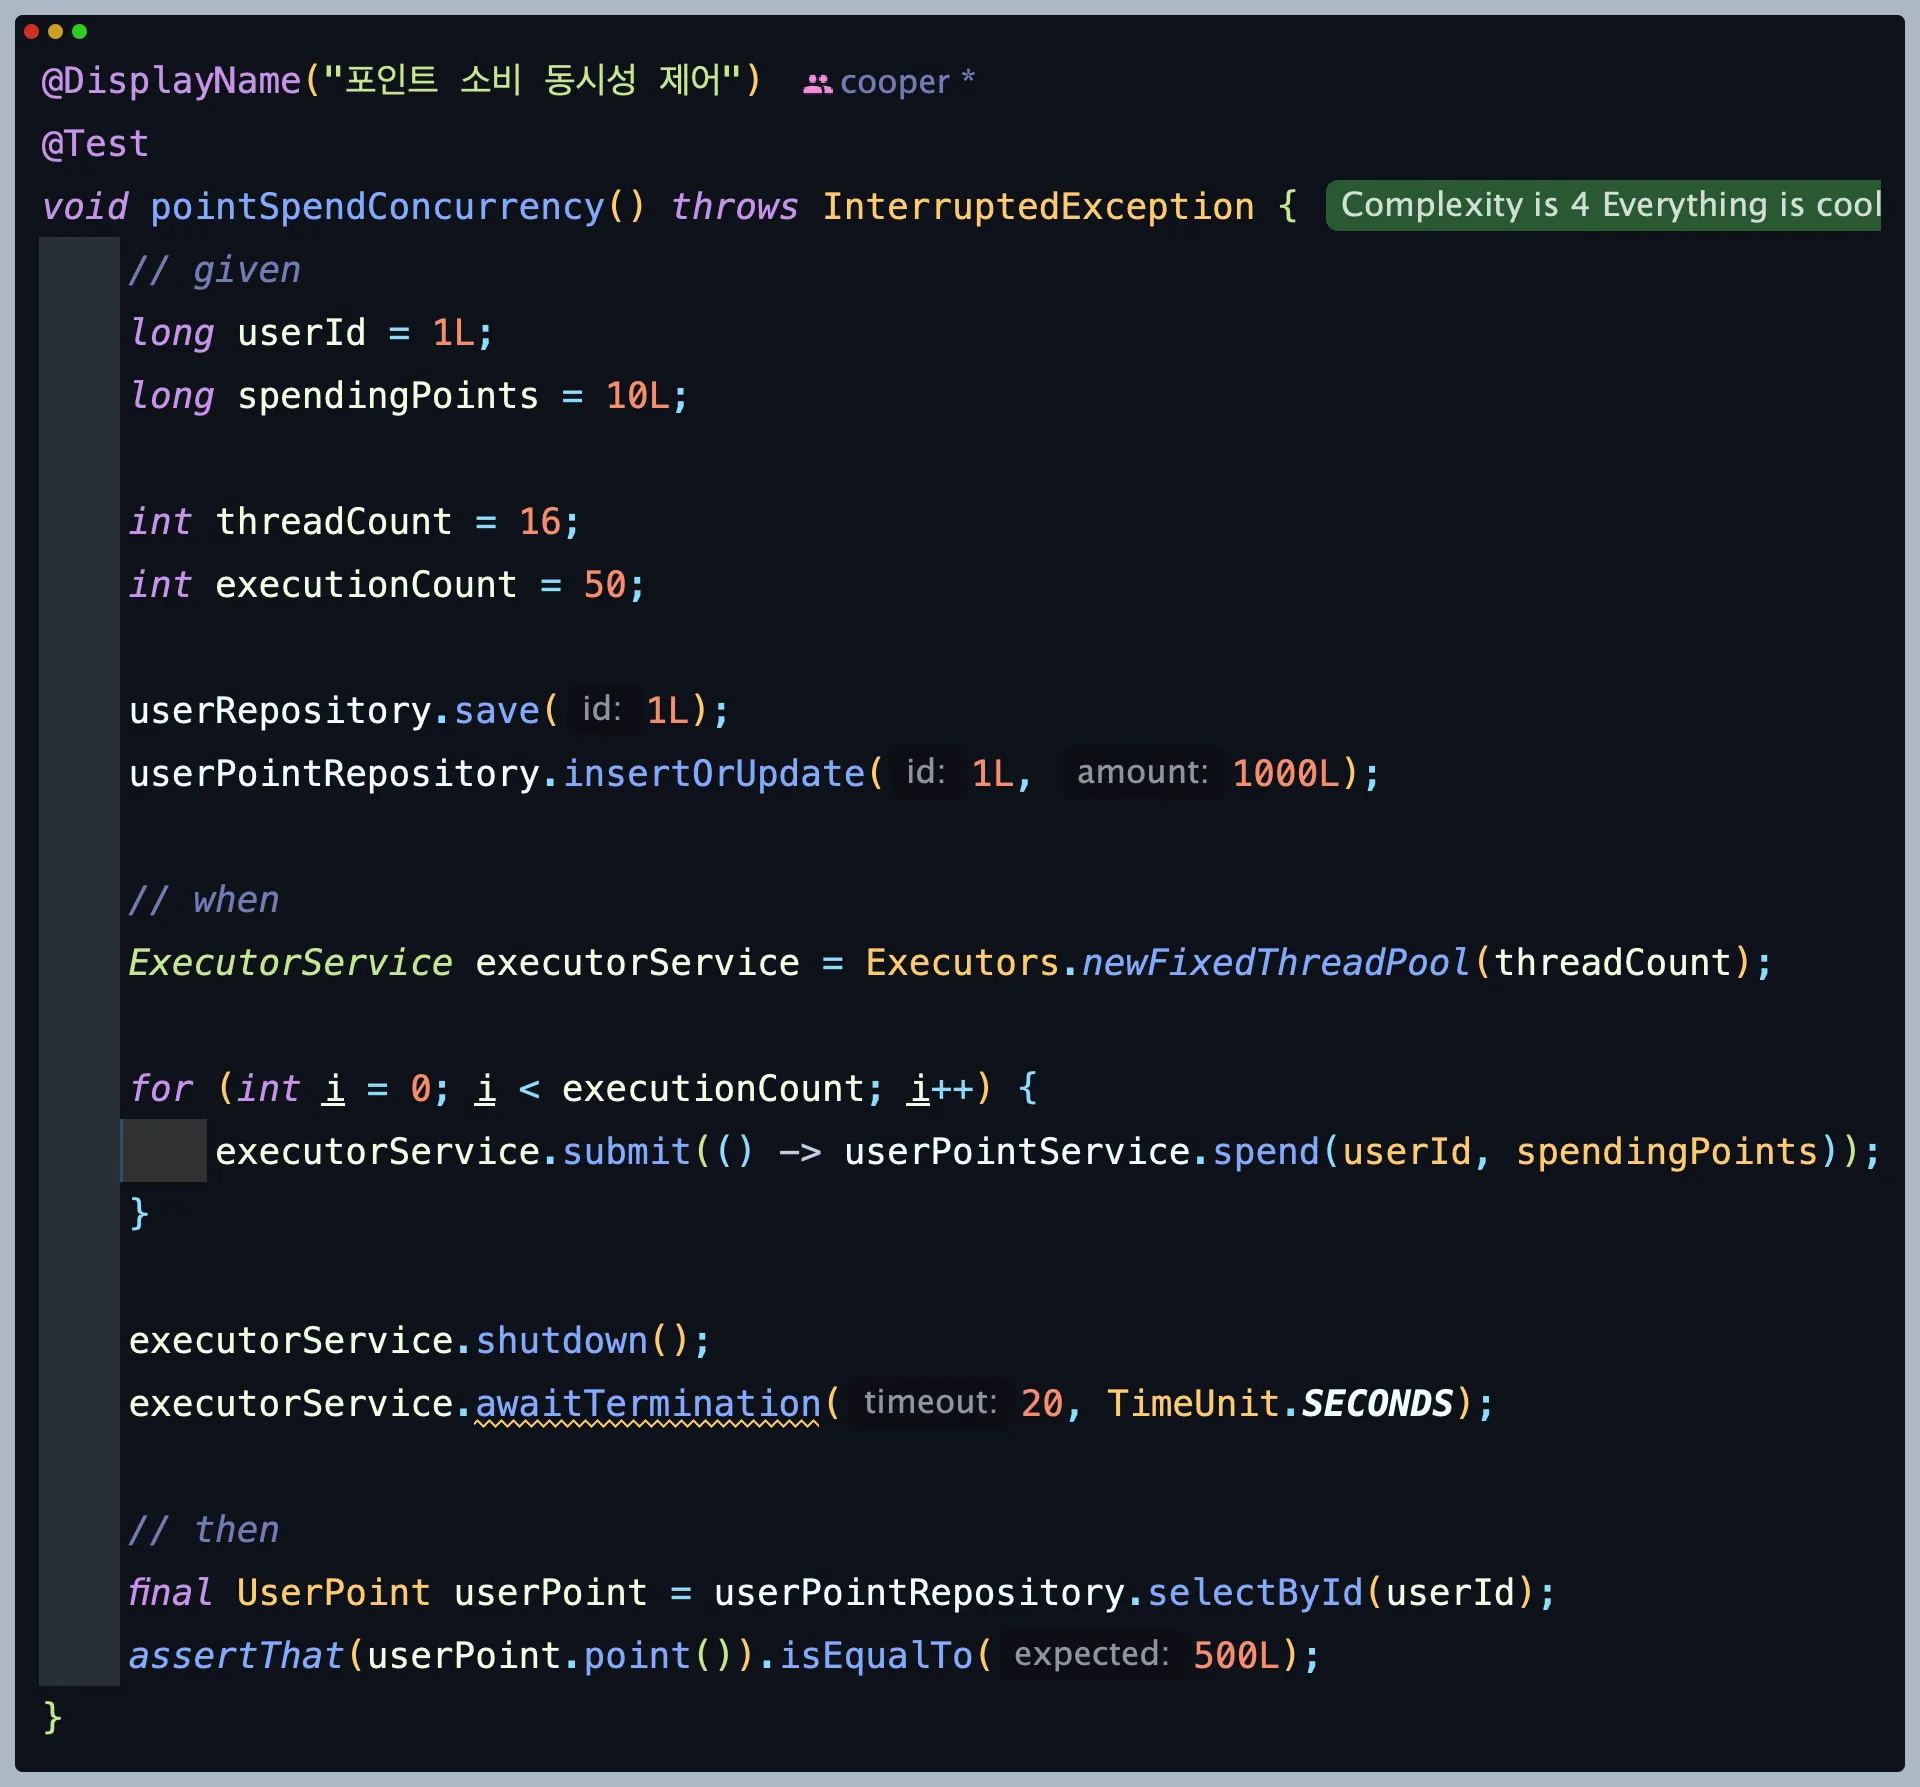 @DisplayName("포인트 소비 동시성 제어") cooper *
@Test
void pointSpendConcurrency() throws InterruptedException { Complexity is 4 Everything is cool
// given
long userId = 1L;
long spendingPoints = 10L;
int threadCount = 16;
int executionCount = 50;
userRepository.save( id: 1L);
userPointRepository.insertOrUpdate( id: 1L, amount: 1000L);
// when
ExecutorService executorService = Executors.newFixedThreadPool(threadCount);
for (int i = 0; i < executionCount; i++) {
executorService.submit(() -> userPointService.spend(userId, spendingPoints));
}
executorService.shutdown();
executorService.awaitTermination( timeout: 20, TimeUnit.SECONDS);
// then
final UserPoint userPoint = userPointRepository.selectById(userId);
assertThat(userPoint.point()).isEqualTo( expected: 500L);
}